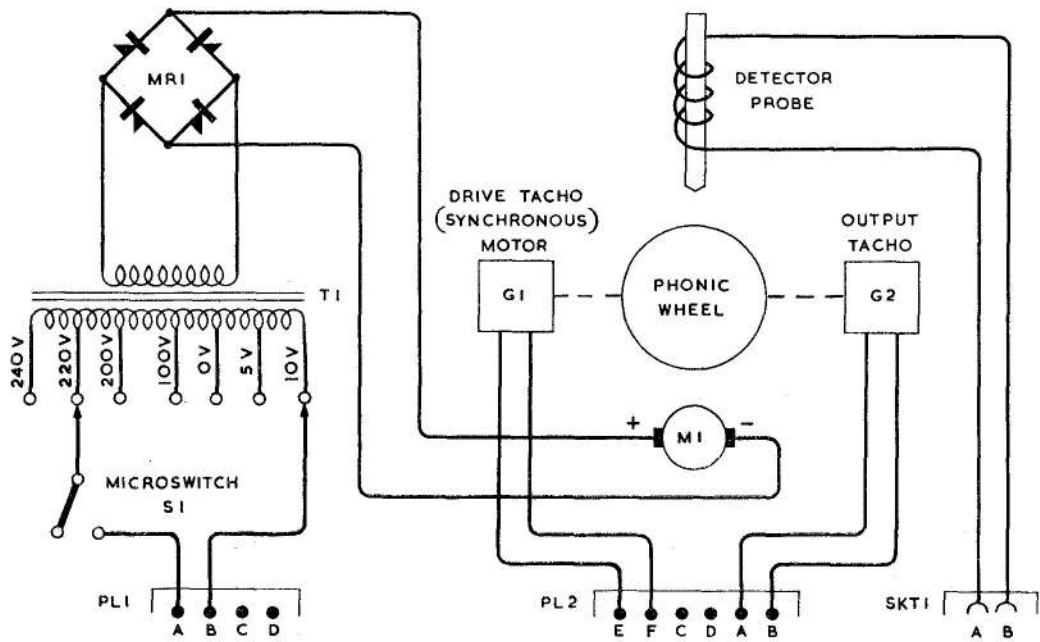 MR1
DETECTOR
PROBE
DRIVE TACHO
(SYNCHRONOUS)
MOTOR
OUTPUT
TACHO
T1
G1
PHONIC
WHEEL
G2
240V
220V
200V
100V
0V
5V
10V
+ M1 -
MICROSWITCH
S1
PL1
A B C D
PL2
E F C D A B
SKT1
A B